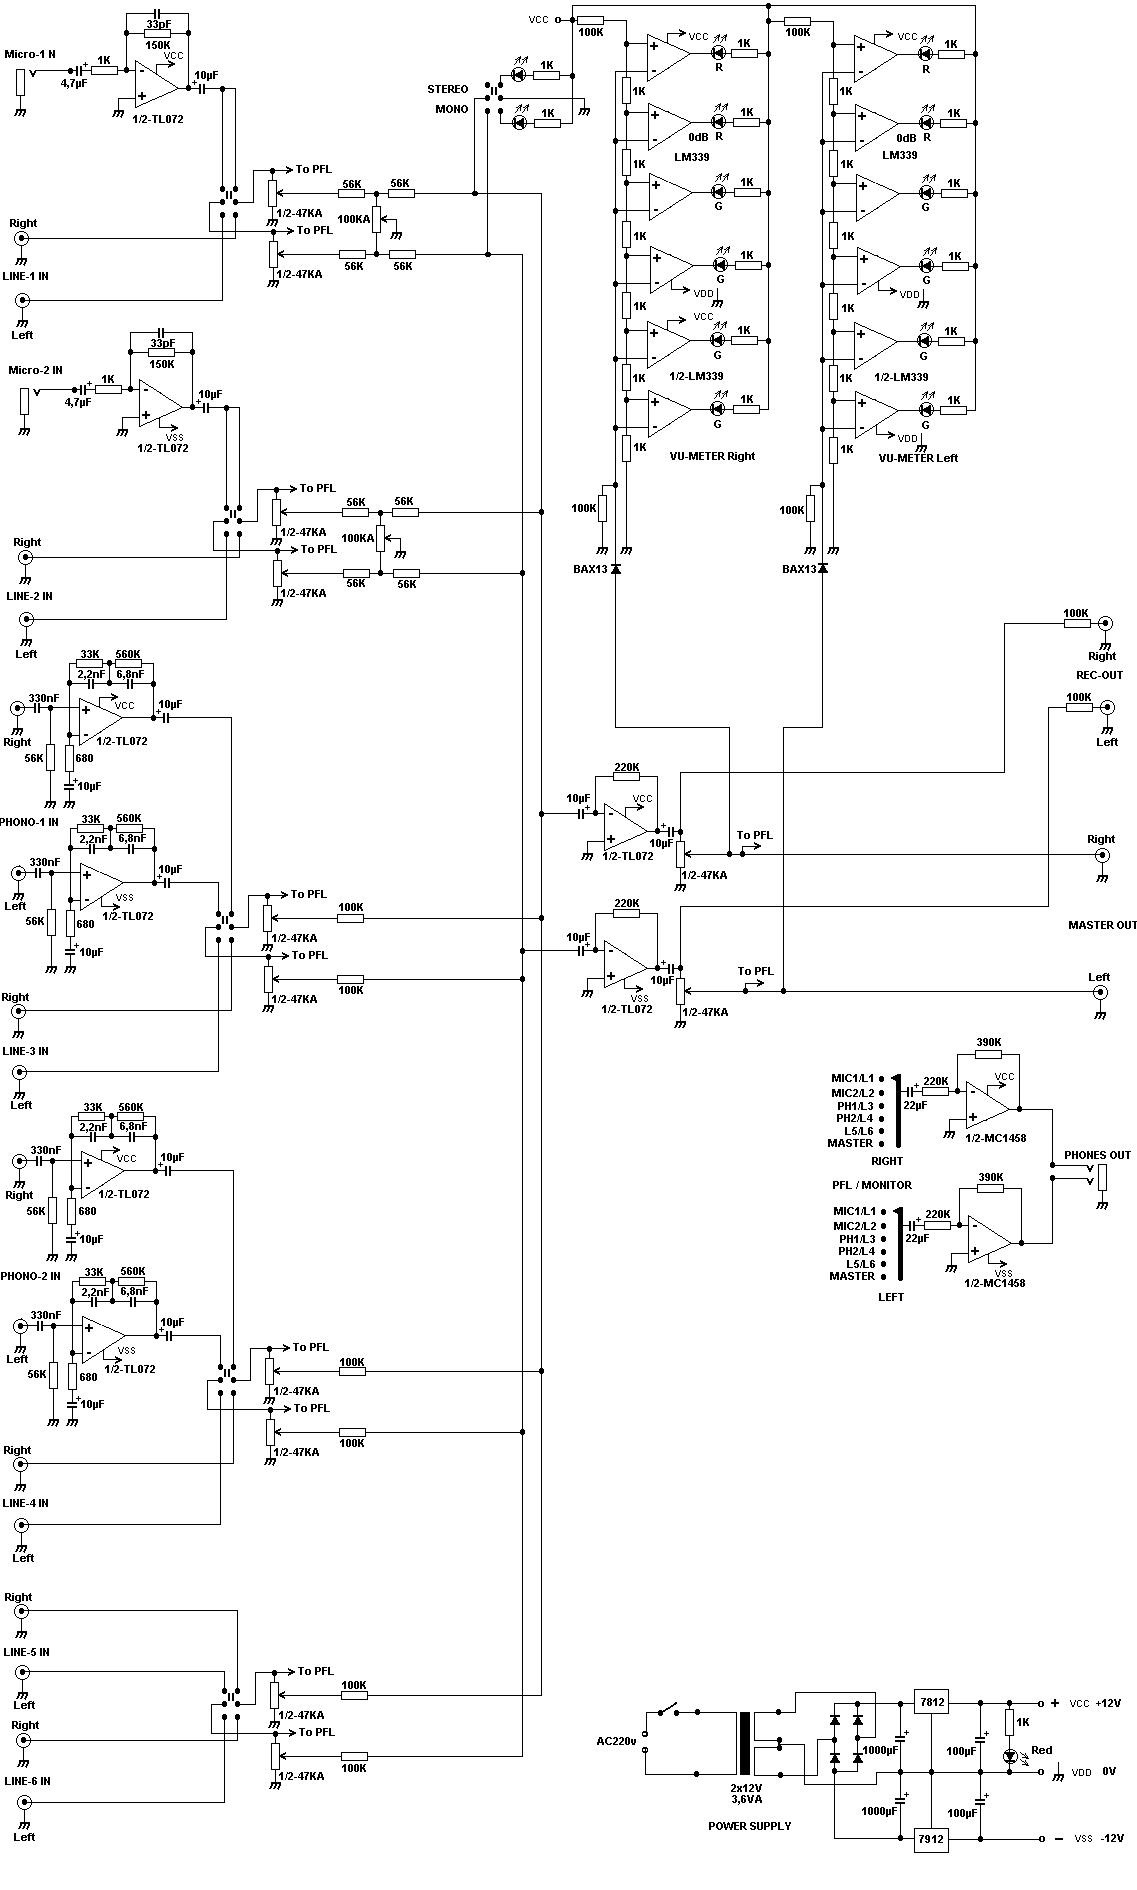 Micro-1 N
33pF
150K
VCC
1K
4,7µF
10µF
1/2-TL072
To PFL
56K
56K
1/2-47KA
100KA
To PFL
56K
56K
1/2-47KA
Right
LINE-1 IN
Left
Micro-2 IN
33pF
150K
1K
4,7µF
10µF
VSS
1/2-TL072
To PFL
56K
56K
1/2-47KA
100KA
To PFL
56K
56K
1/2-47KA
Right
LINE-2 IN
Left
33K
560K
2,2nF
6,8nF
330nF
VCC
10µF
Right
1/2-TL072
56K
680
10µF
PHONO-1 IN
33K
560K
2,2nF
6,8nF
330nF
10µF
VSS
Left
1/2-TL072
56K
680
10µF
To PFL
100K
1/2-47KA
To PFL
100K
1/2-47KA
Right
LINE-3 IN
Left
33K
560K
2,2nF
6,8nF
330nF
VCC
10µF
Right
1/2-TL072
56K
680
10µF
PHONO-2 IN
33K
560K
2,2nF
6,8nF
330nF
10µF
VSS
Left
1/2-TL072
56K
680
10µF
To PFL
100K
1/2-47KA
To PFL
100K
1/2-47KA
Right
LINE-4 IN
Left
Right
LINE-5 IN
Left
Right
LINE-6 IN
Left
To PFL
100K
1/2-47KA
To PFL
100K
1/2-47KA
VCC
100K
STEREO
MONO
1K
1K
VCC
1K
R
1K
1K
0dB R
LM339
1K
1K
G
1K
1K
G
VDD
1K
VCC
1K
G
1/2-LM339
1K
1K
G
1K
VU-METER Right
100K
BAX13
100K
VCC
1K
R
1K
1K
0dB R
LM339
1K
1K
G
1K
1K
G
VDD
1K
1K
G
1/2-LM339
1K
1K
G
VDD
1K
VU-METER Left
100K
BAX13
100K
Right
REC-OUT
100K
Left
220K
10µF
VCC
10µF
1/2-TL072
To PFL
1/2-47KA
Right
220K
10µF
VSS
10µF
1/2-TL072
To PFL
1/2-47KA
MASTER OUT
Left
390K
MIC1/L1
220K
VCC
MIC2/L2
22µF
PH1/L3
PH2/L4
L5/L6
1/2-MC1458
MASTER
RIGHT
PHONES OUT
PFL / MONITOR
390K
MIC1/L1
220K
MIC2/L2
22µF
PH1/L3
PH2/L4
L5/L6
VSS
MASTER
1/2-MC1458
LEFT
AC220v
2x12V
3,6VA
POWER SUPPLY
7812
1000µF
100µF
1K
Red
+ VCC +12V
VDD 0V
1000µF
100µF
7912
− VSS -12V